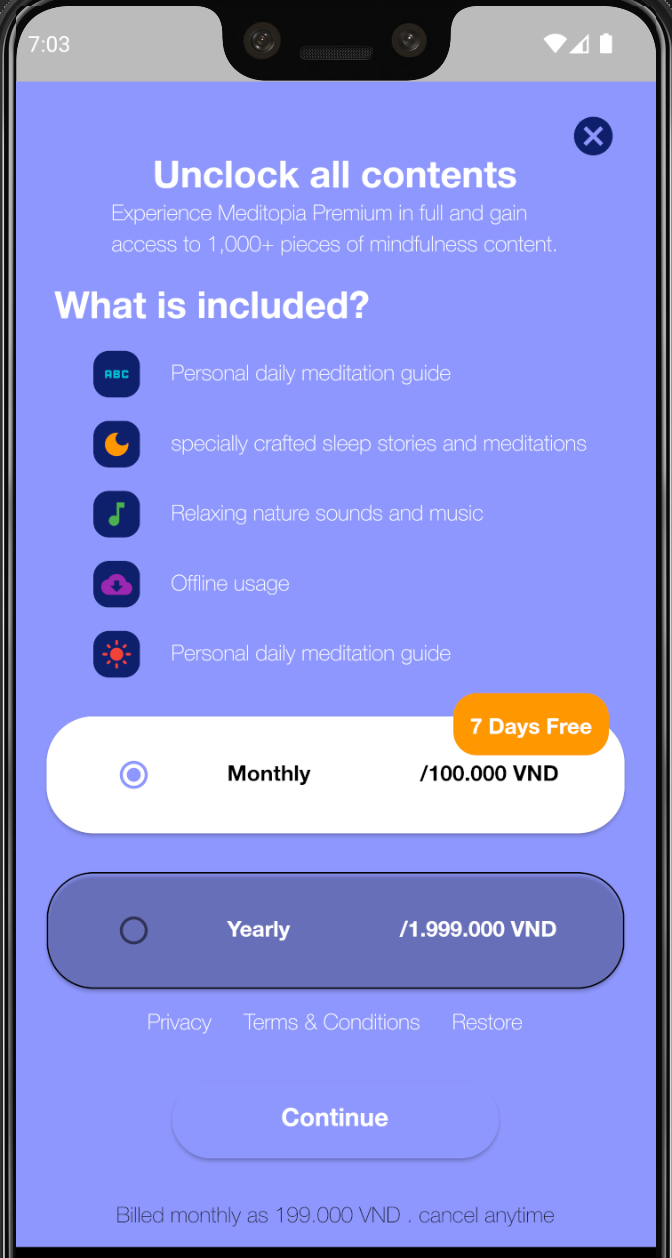 7:03
Unclock all contents
Experience Meditopia Premium in full and gain
access to 1,000+ pieces of mindfulness content.
What is included?
ABC
Personal daily meditation guide
specially crafted sleep stories and meditations
Relaxing nature sounds and music
Offline usage
Personal daily meditation guide
7 Days Free
Monthly /100.000 VND
Yearly /1.999.000 VND
Privacy Terms & Conditions Restore
Continue
Billed monthly as 199.000 VND . cancel anytime